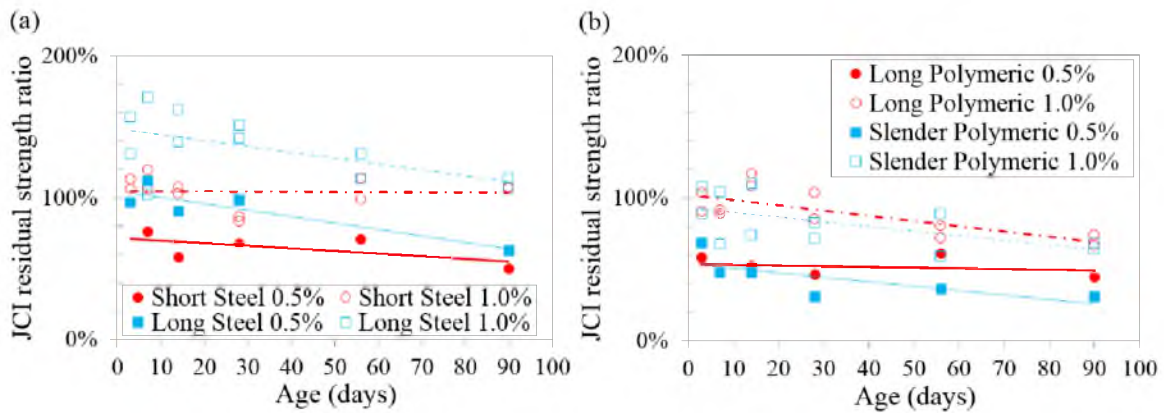 (a)
JCI residual strength ratio
200%
100%
0%
Short Steel 0.5% Short Steel 1.0%
Long Steel 0.5% Long Steel 1.0%
0 10 20 30 40 50 60 70 80 90 100
Age (days)
(b)
JCI residual strength ratio
200%
100%
0%
Long Polymeric 0.5%
Long Polymeric 1.0%
Slender Polymeric 0.5%
Slender Polymeric 1.0%
0 10 20 30 40 50 60 70 80 90 100
Age (days)